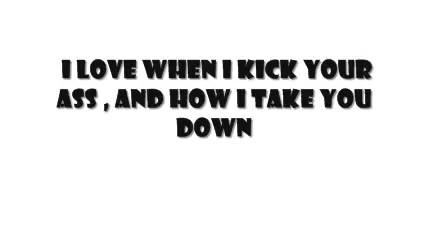 I LOVE WHEN I KICK YOUR
ASS , AND HOW I TAKE YOU
DOWN